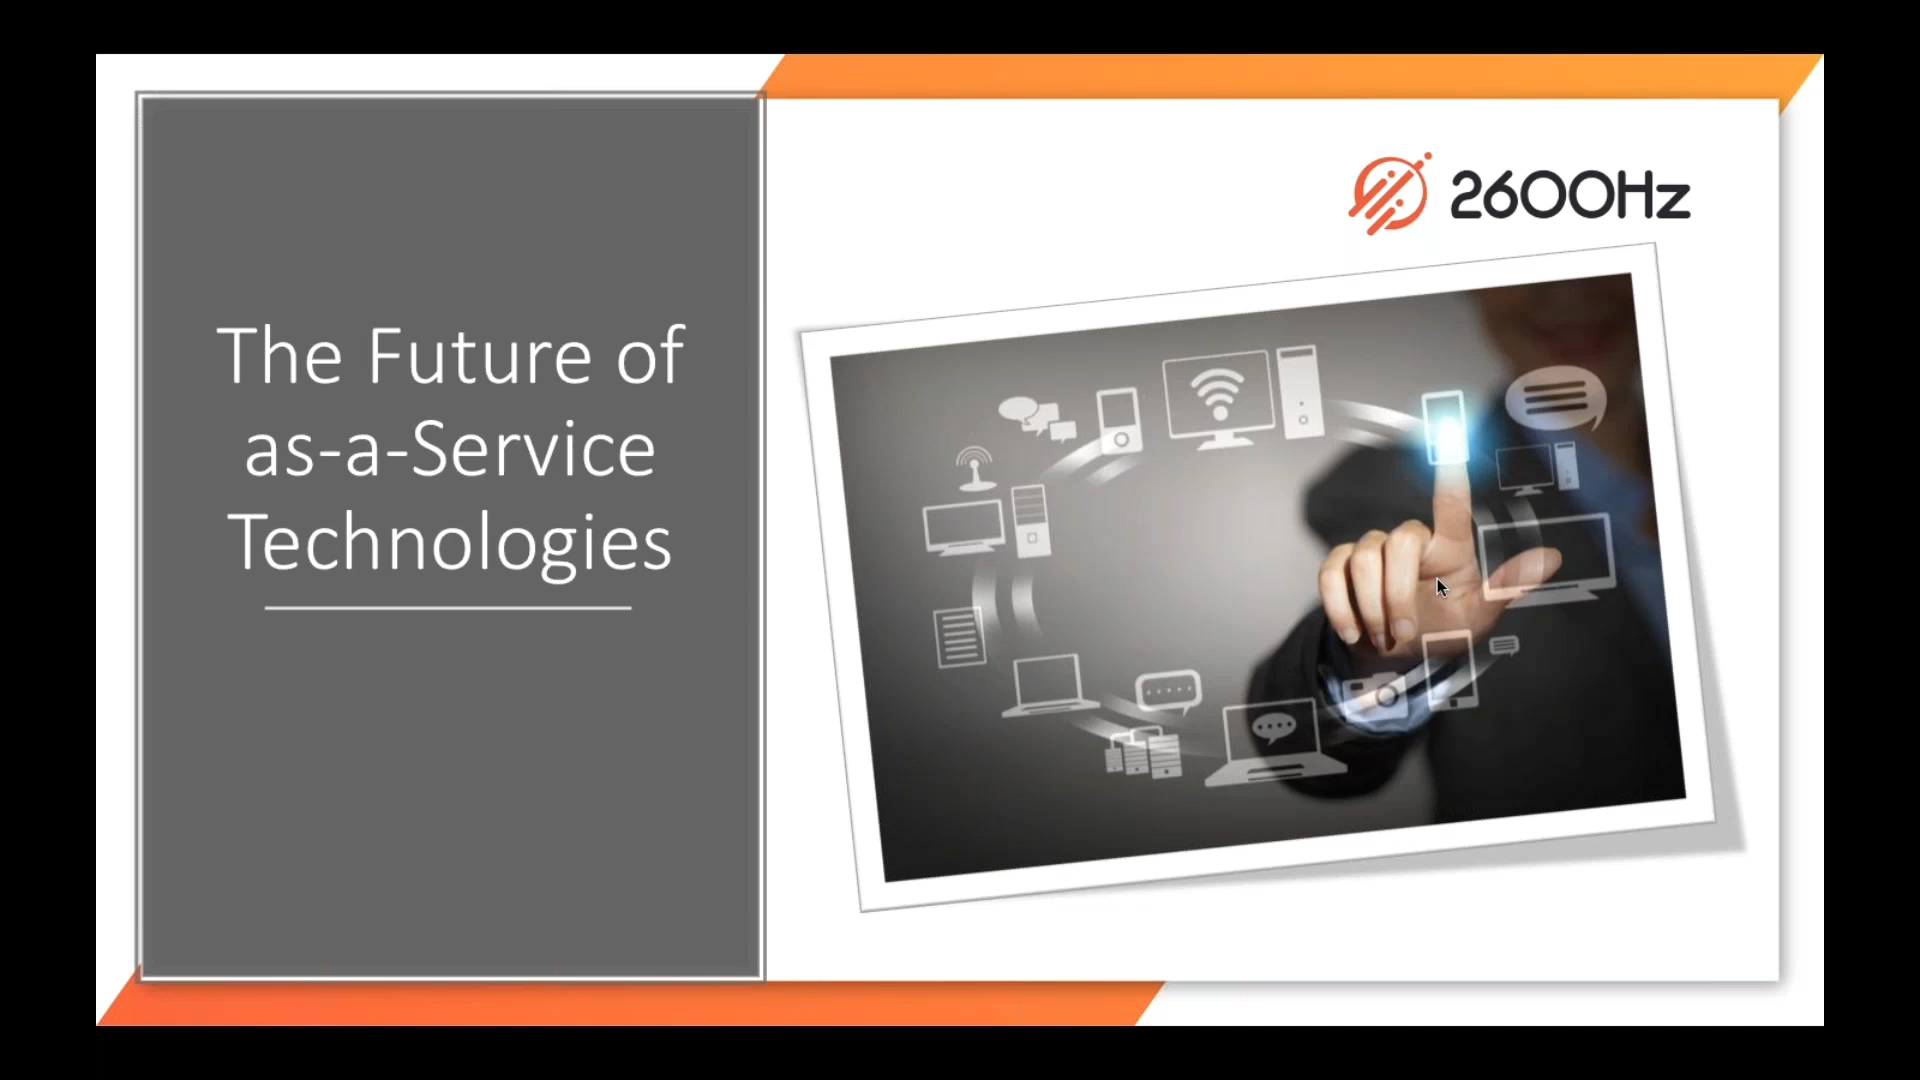 The Future of
as-a-Service
Technologies
2600Hz